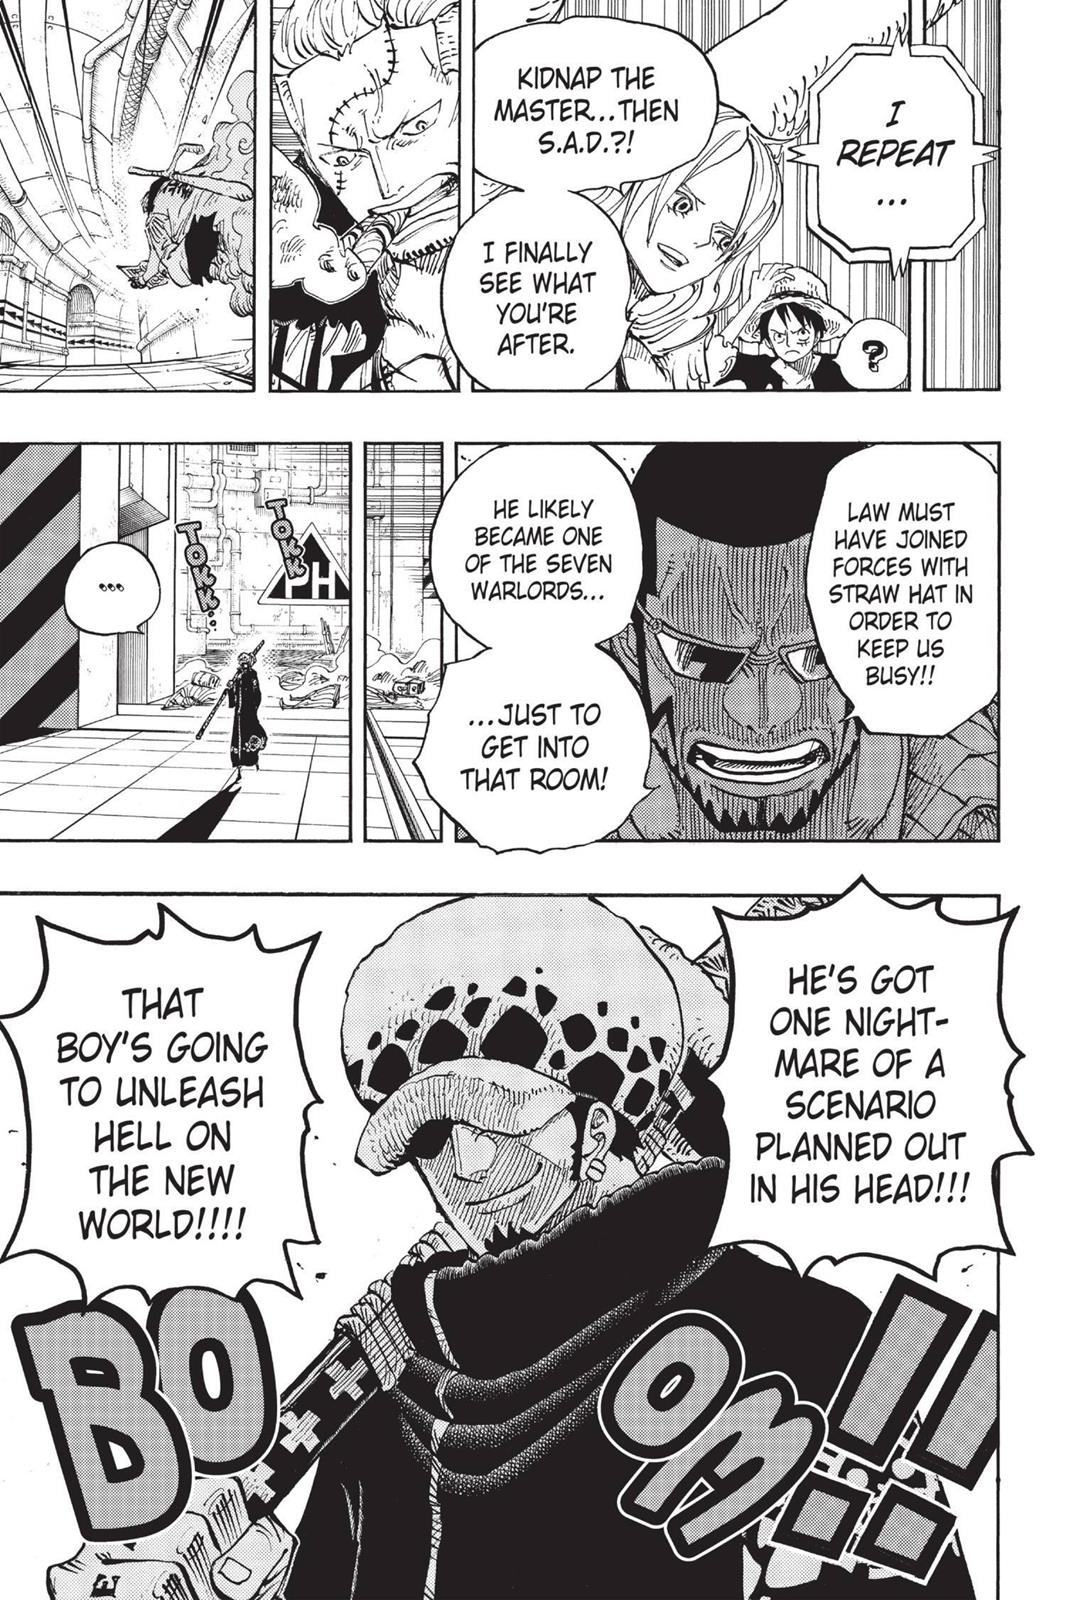 I
REPEAT
...
KIDNAP THE
MASTER...THEN
S.A.D.?!
I FINALLY
SEE WHAT
YOU'RE
AFTER.
?
LAW MUST
HAVE JOINED
FORCES WITH
STRAW HAT IN
ORDER TO
KEEP US
BUSY!!
HE LIKELY
BECAME ONE
OF THE SEVEN
WARLORDS...
...JUST TO
GET INTO
THAT ROOM!
TOKK
PH
TOKK...
...
HE'S GOT
ONE NIGHT-
MARE OF A
SCENARIO
PLANNED OUT
IN HIS HEAD!!!
THAT
BOY'S GOING
TO UNLEASH
HELL ON
THE NEW
WORLD!!!!
BOOM!!